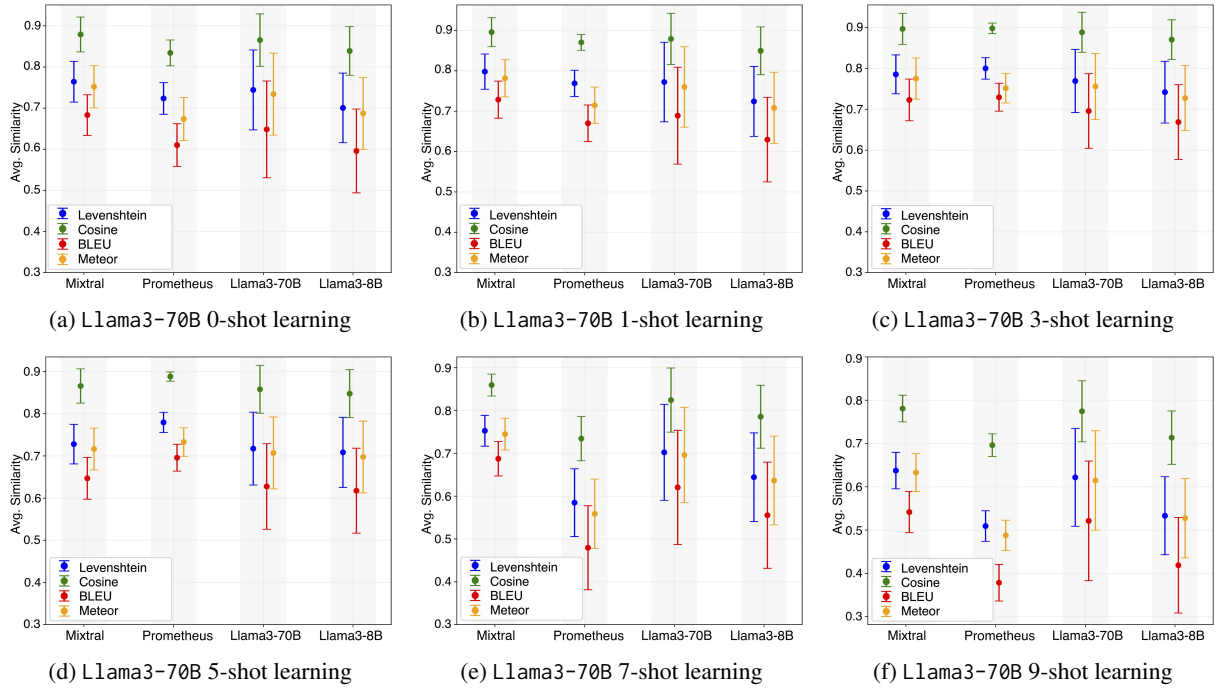 0.9
0.8
0.7
0.6
0.5
0.4
0.3
Avg. Similarity
Levenshtein
Cosine
BLEU
Meteor
Mixtral Prometheus Llama3-70B Llama3-8B
(a) Llama3-70B 0-shot learning
0.9
0.8
0.7
0.6
0.5
0.4
0.3
Avg. Similarity
Levenshtein
Cosine
BLEU
Meteor
Mixtral Prometheus Llama3-70B Llama3-8B
(b) Llama3-70B 1-shot learning
0.9
0.8
0.7
0.6
0.5
0.4
0.3
Avg. Similarity
Levenshtein
Cosine
BLEU
Meteor
Mixtral Prometheus Llama3-70B Llama3-8B
(c) Llama3-70B 3-shot learning
0.9
0.8
0.7
0.6
0.5
0.4
0.3
Avg. Similarity
Levenshtein
Cosine
BLEU
Meteor
Mixtral Prometheus Llama3-70B Llama3-8B
(d) Llama3-70B 5-shot learning
0.9
0.8
0.7
0.6
0.5
0.4
0.3
Avg. Similarity
Levenshtein
Cosine
BLEU
Meteor
Mixtral Prometheus Llama3-70B Llama3-8B
(e) Llama3-70B 7-shot learning
0.9
0.8
0.7
0.6
0.5
0.4
0.3
Avg. Similarity
Levenshtein
Cosine
BLEU
Meteor
Mixtral Prometheus Llama3-70B Llama3-8B
(f) Llama3-70B 9-shot learning